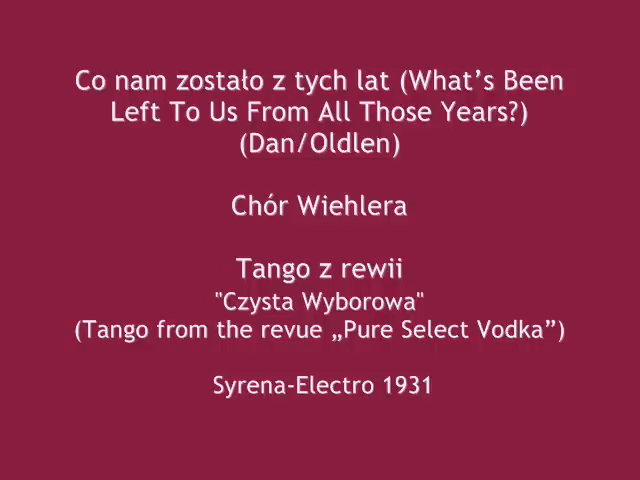 Co nam zostało z tych lat (What’s Been
Left To Us From All Those Years?)
(Dan/Oldlen)
Chór Wiehlera
Tango z rewii
"Czysta Wyborowa"
(Tango from the revue „Pure Select Vodka”)
Syrena-Electro 1931